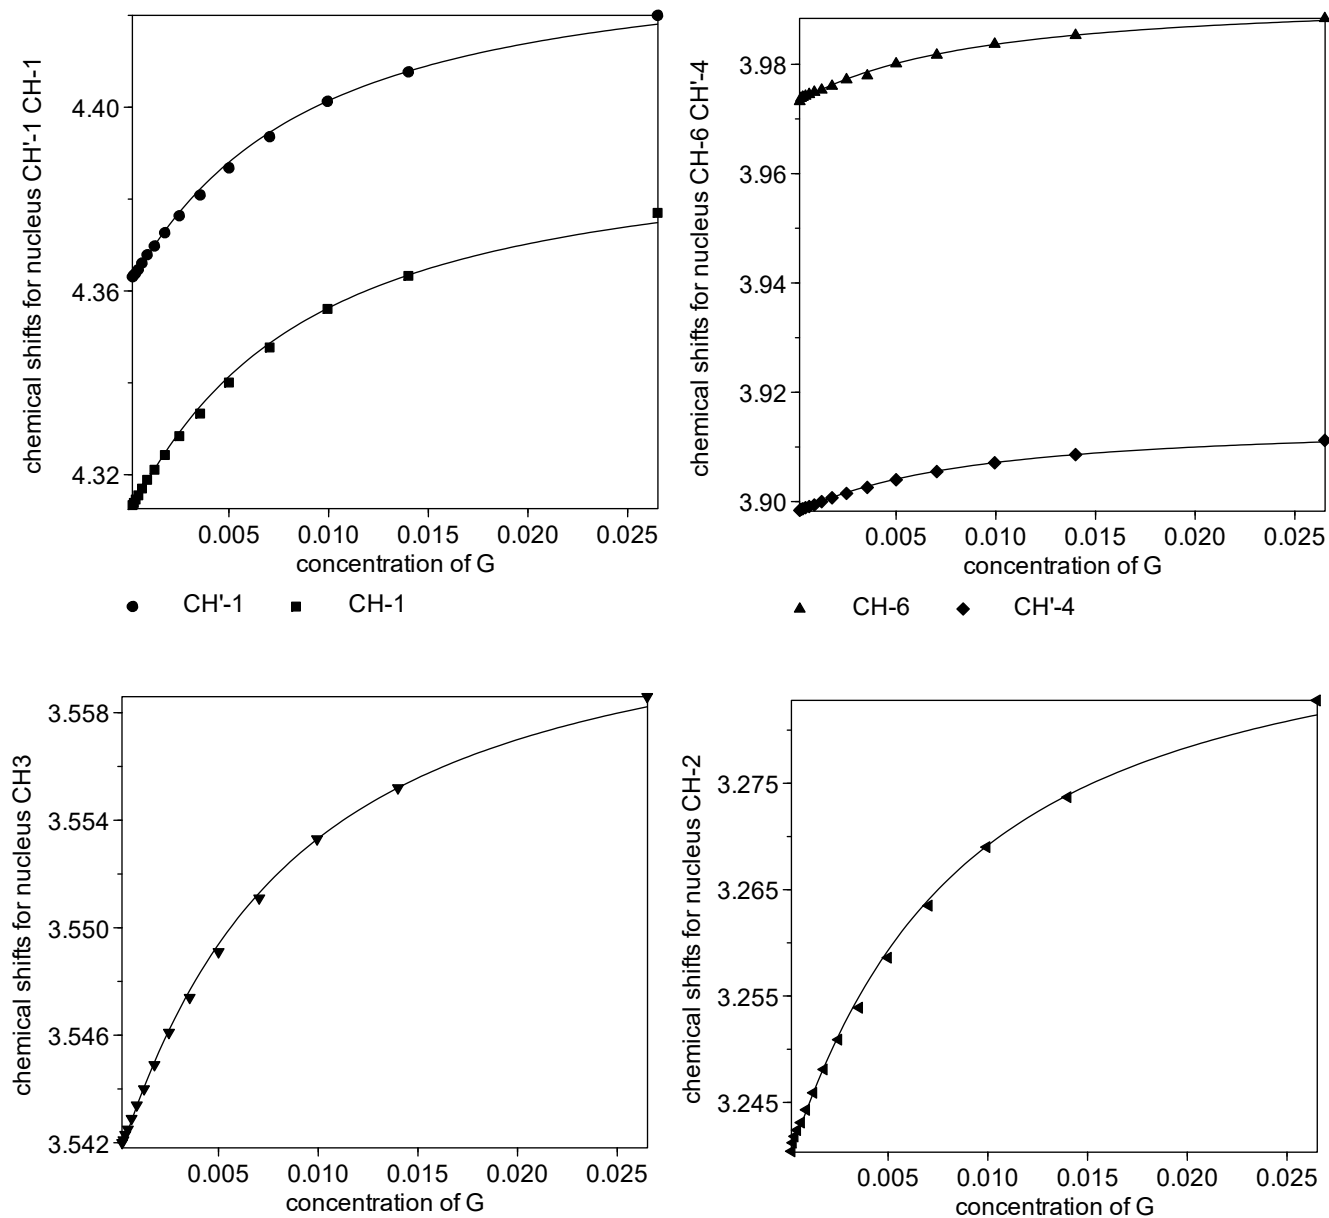 chemical shifts for nucleus CH'-1 CH-1
4.40
4.36
4.32
0.005 0.010 0.015 0.020 0.025
concentration of G
CH'-1 CH-1
chemical shifts for nucleus CH-6 CH'-4
3.98
3.96
3.94
3.92
3.90
0.005 0.010 0.015 0.020 0.025
concentration of G
CH-6 CH'-4
chemical shifts for nucleus CH3
3.558
3.554
3.550
3.546
3.542
0.005 0.010 0.015 0.020 0.025
concentration of G
chemical shifts for nucleus CH-2
3.275
3.265
3.255
3.245
0.005 0.010 0.015 0.020 0.025
concentration of G